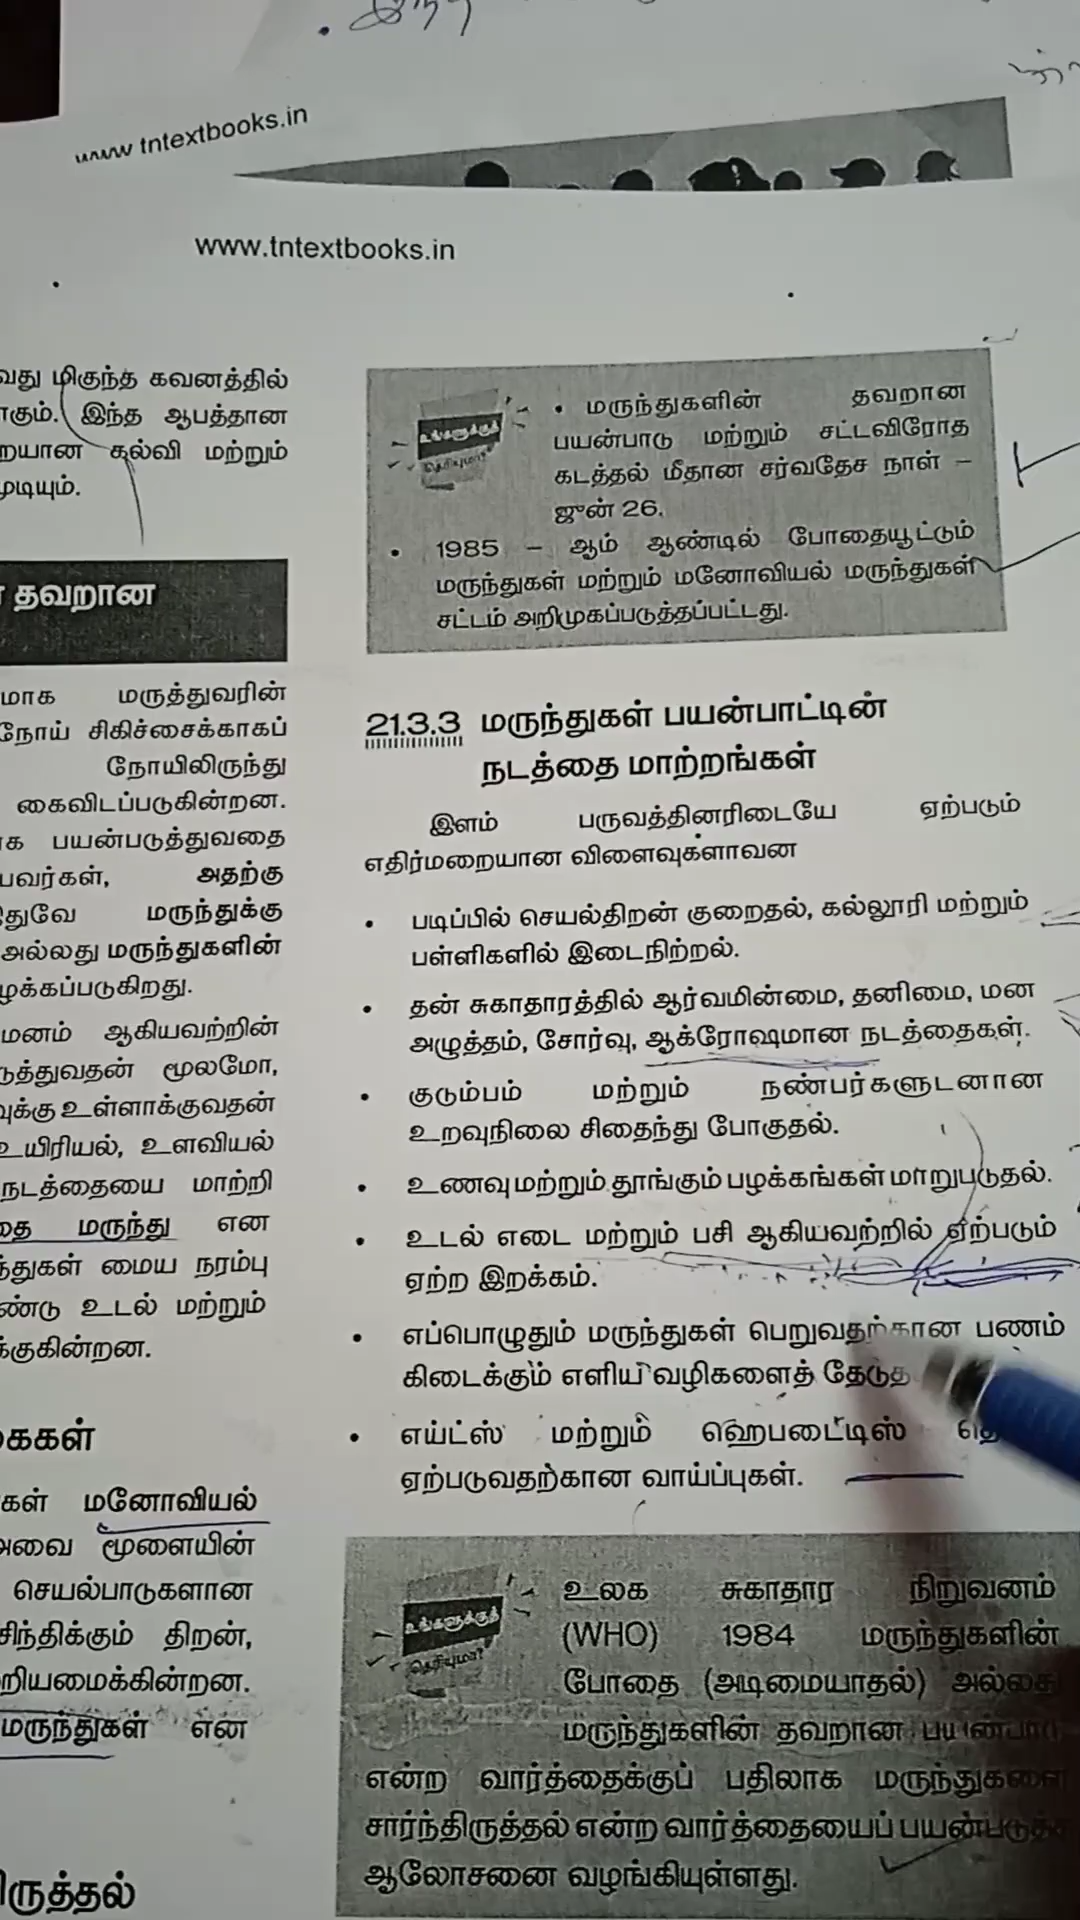 www tntextbooks.in
www.tntextbooks.in
வது மிகுந்த கவனத்தில்
கும். இந்த ஆபத்தான
றையான கல்வி மற்றும்
முடியும்.
தவறான
மாக மருத்துவரின்
நோய் சிகிச்சைக்காகப்
நோயிலிருந்து
கைவிடப்படுகின்றன.
க பயன்படுத்துவதை
பவர்கள், அதற்கு
இதுவே மருந்துக்கு
அல்லது மருந்துகளின்
ழக்கப்படுகிறது.
மனம் ஆகியவற்றின்
டுத்துவதன் மூலமோ,
வுக்கு உள்ளாக்குவதன்
உயிரியல், உளவியல்
நடத்தையை மாற்றி
தை மருந்து என
ந்துகள் மைய நரம்பு
ண்டு உடல் மற்றும்
க்குகின்றன.
கைகள்
கள் மனோவியல்
அவை மூளையின்
செயல்பாடுகளான
சிந்திக்கும் திறன்,
றியமைக்கின்றன.
மருந்துகள் என
ருத்தல்
உங்களுக்குத்
தெரியுமா?
• மருந்துகளின் தவறான
பயன்பாடு மற்றும் சட்டவிரோத
கடத்தல் மீதான சர்வதேச நாள் –
ஜுன் 26.
• 1985 – ஆம் ஆண்டில் போதையூட்டும்
மருந்துகள் மற்றும் மனோவியல் மருந்துகள்
சட்டம் அறிமுகப்படுத்தப்பட்டது.
21.3.3 மருந்துகள் பயன்பாட்டின்
நடத்தை மாற்றங்கள்
இளம் பருவத்தினரிடையே ஏற்படும்
எதிர்மறையான விளைவுகளாவன
• படிப்பில் செயல்திறன் குறைதல், கல்லூரி மற்றும்
பள்ளிகளில் இடைநிற்றல்.
• தன் சுகாதாரத்தில் ஆர்வமின்மை, தனிமை, மன
அழுத்தம், சோர்வு, ஆக்ரோஷமான நடத்தைகள்.
• குடும்பம் மற்றும் நண்பர்களுடனான
உறவுநிலை சிதைந்து போகுதல்.
• உணவு மற்றும் தூங்கும் பழக்கங்கள் மாறுபடுதல்.
• உடல் எடை மற்றும் பசி ஆகியவற்றில் ஏற்படும்
ஏற்ற இறக்கம்.
• எப்பொழுதும் மருந்துகள் பெறுவதற்கான பணம்
கிடைக்கும் எளிய வழிகளைத் தேடுத
• எய்ட்ஸ் மற்றும் ஹெபடைட்டிஸ்
ஏற்படுவதற்கான வாய்ப்புகள்.
உங்களுக்குத்
தெரியுமா?
உலக சுகாதார நிறுவனம்
(WHO) 1984 மருந்துகளின்
போதை (அடிமையாதல்) அல்லது
மருந்துகளின் தவறான
என்ற வார்த்தைக்குப் பதிலாக மருந்துகளை
சார்ந்திருத்தல் என்ற வார்த்தையைப்
ஆலோசனை வழங்கியுள்ளது.